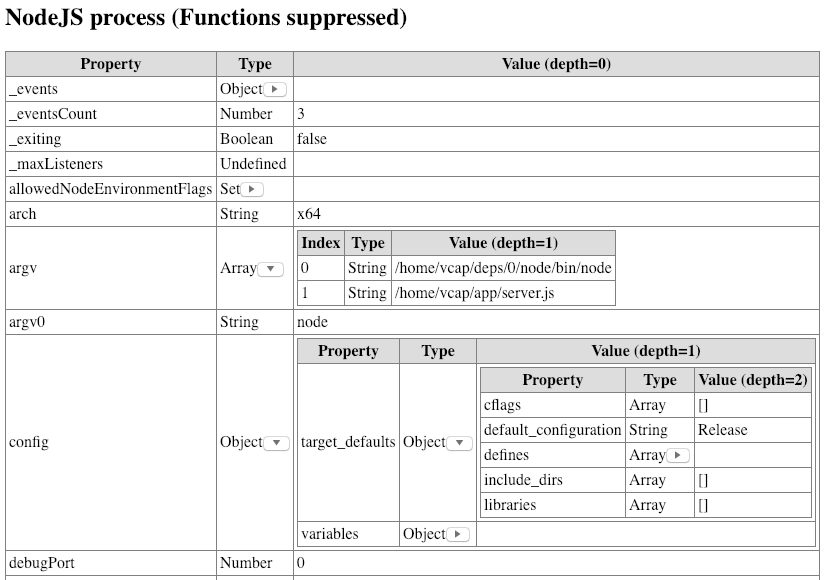 NodeJS process (Functions suppressed)
Property Type Value (depth=0)
_events Object
_eventsCount Number 3
_exiting Boolean false
_maxListeners Undefined
allowedNodeEnvironmentFlags Set
arch String x64
argv Array
Index Type Value (depth=1)
0 String /home/vcap/deps/0/node/bin/node
1 String /home/vcap/app/server.js
argv0 String node
config Object
Property Type Value (depth=1)
target_defaults Object
Property Type Value (depth=2)
cflags Array []
default_configuration String Release
defines Array
include_dirs Array []
libraries Array []
variables Object
debugPort Number 0